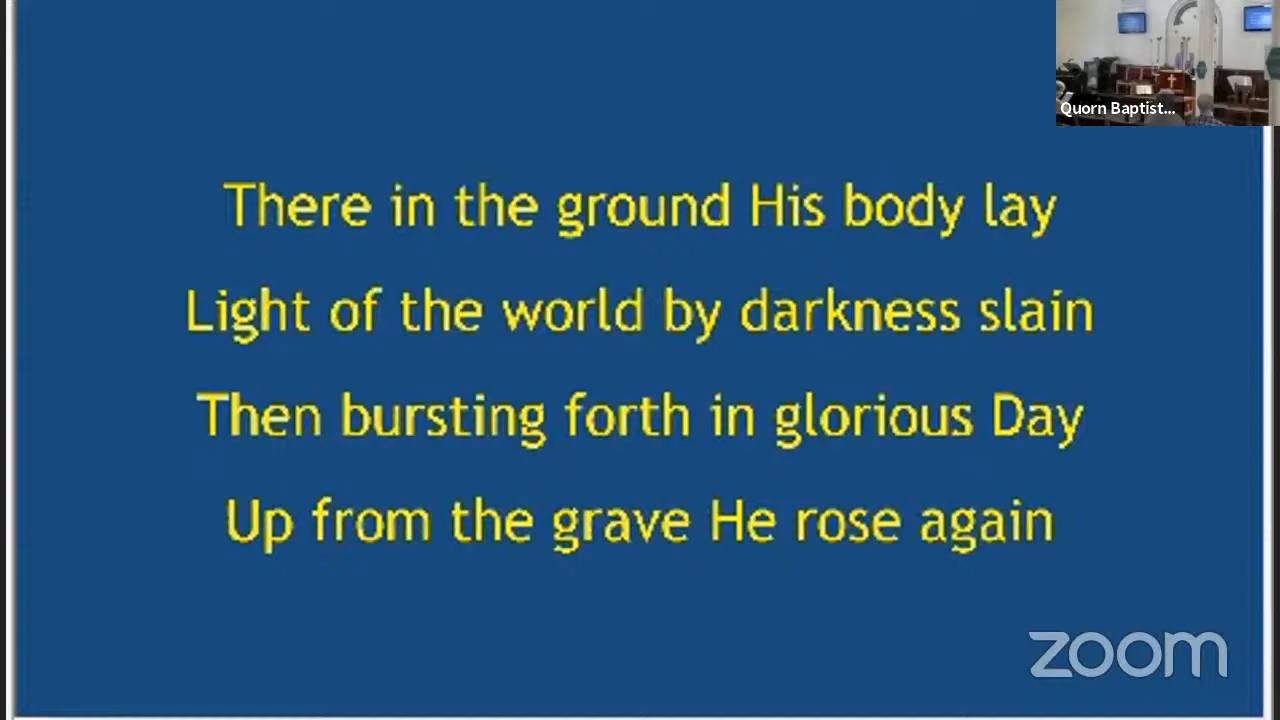 Quorn Baptist...
There in the ground His body lay
Light of the world by darkness slain
Then bursting forth in glorious Day
Up from the grave He rose again
zoom